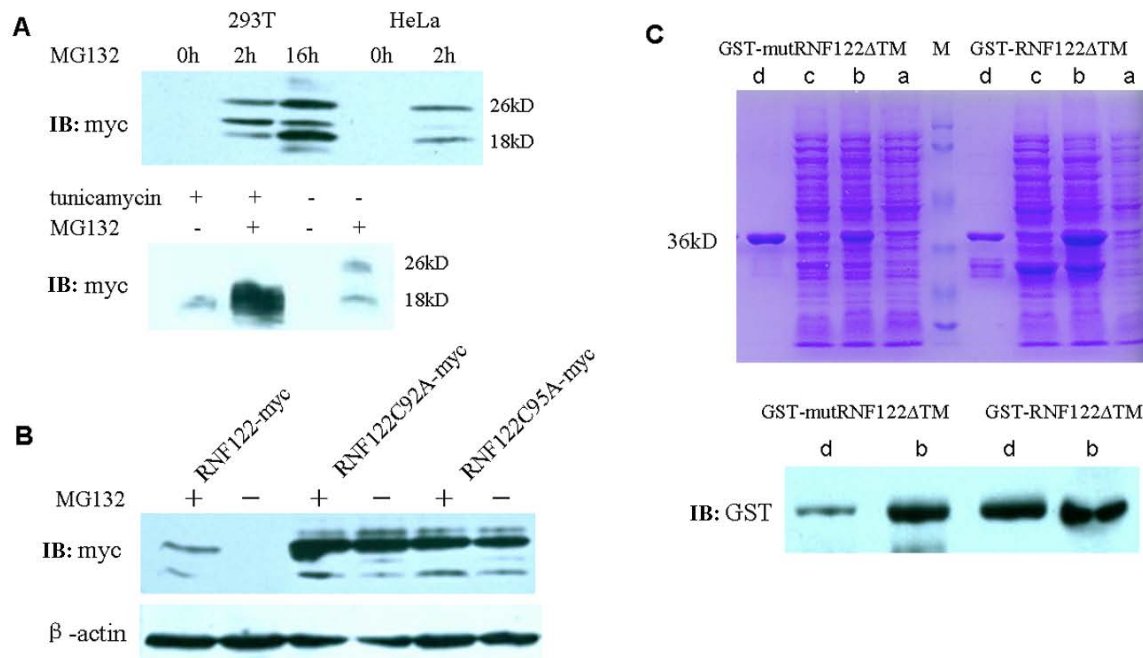 A
293T HeLa
MG132 0h 2h 16h 0h 2h
IB: myc
26kD
18kD
tunicamycin + + - -
MG132 - + - +
IB: myc
26kD
18kD
B
RNF122-myc
RNF122C92A-myc
RNF122C95A-myc
MG132 + − + − + −
IB: myc
β -actin
C
GST-mutRNF122ΔTM M GST-RNF122ΔTM
d c b a d c b a
36kD
GST-mutRNF122ΔTM GST-RNF122ΔTM
d b d b
IB: GST